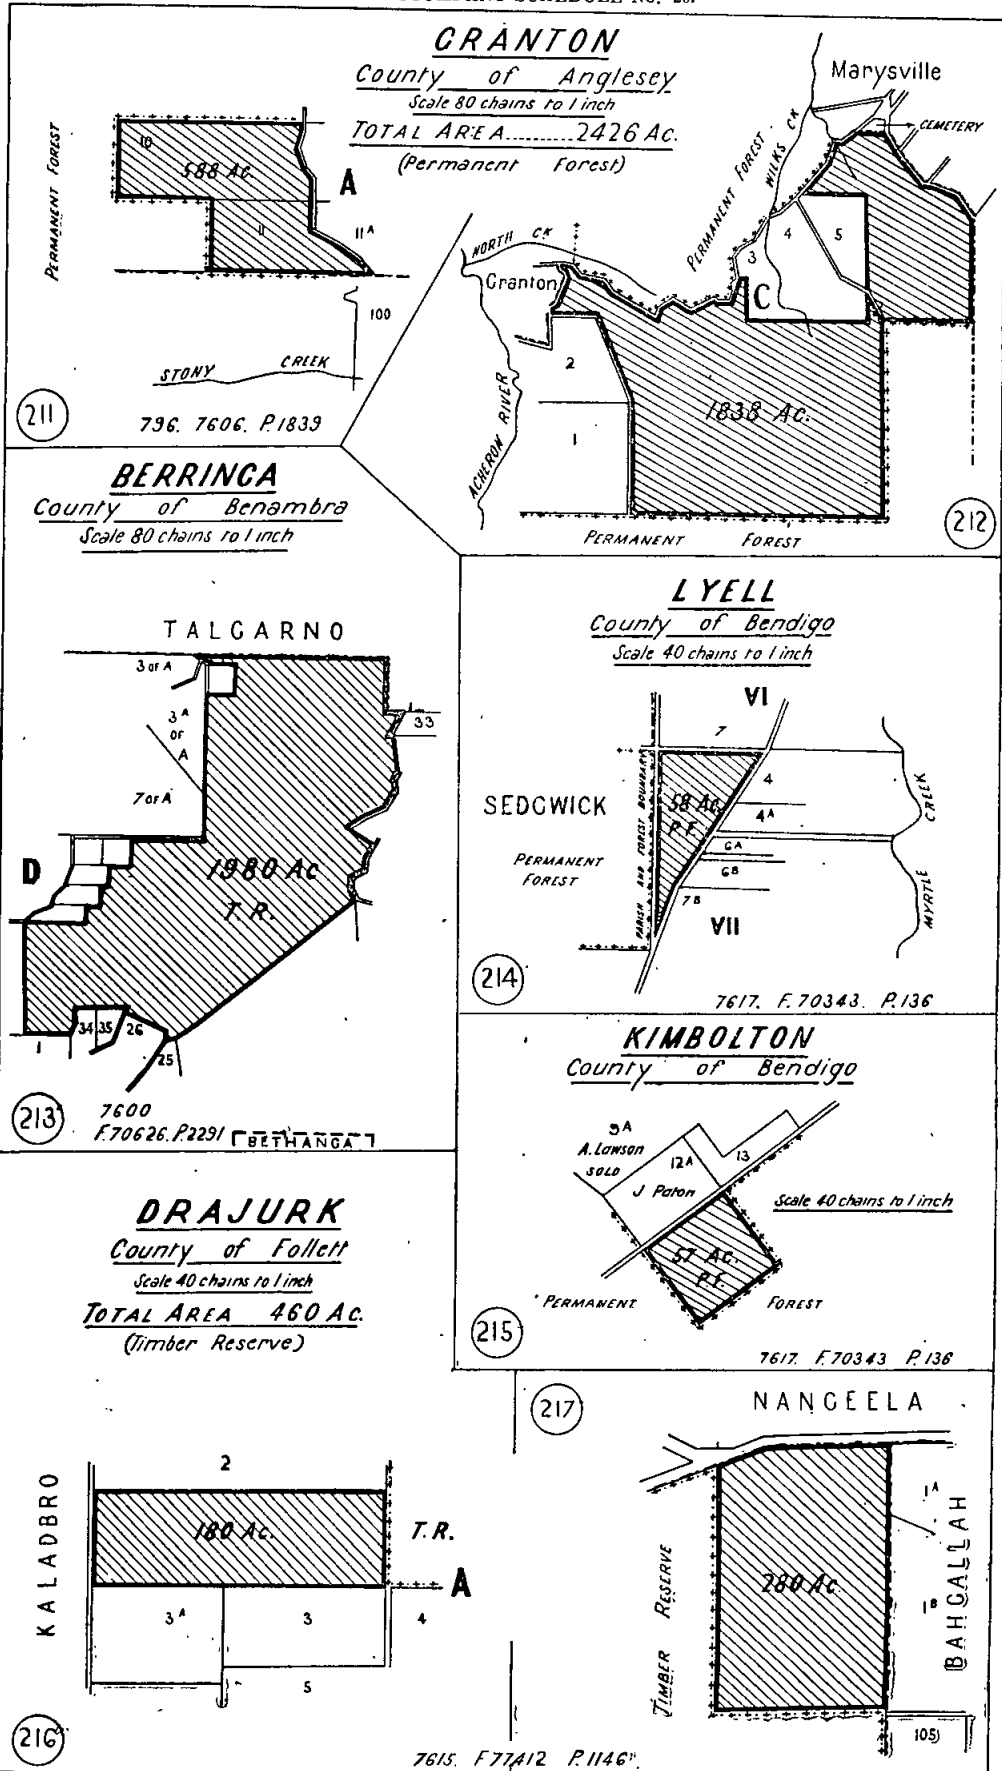 GRANTON
County of Anglesey
Scale 80 chains to 1 inch
TOTAL AREA..........2426 Ac.
(Permanent Forest)
PERMANENT FOREST
10
588 Ac.
A
11
11A
100
STONY CREEK
211
796. 7606. P.1839
Marysville
CEMETERY
WILKS CK
PERMANENT FOREST
NORTH CK
Granton
3
4
5
C
2
1
ACHERON RIVER
1838 Ac.
PERMANENT FOREST
212
BERRINGA
County of Benambra
Scale 80 chains to 1 inch
TALGARNO
3 OF A
3A
OF
A
7 OF A
33
D
1980 Ac
T.R.
1
34
35
26
25
213
7600
F.70626. P.2291
BETHANGA
LYELL
County of Bendigo
Scale 40 chains to 1 inch
VI
7
SEDGWICK
PERMANENT
FOREST
PARISH AND FOREST BOUNDARY
58 Ac.
P.F.
4
4A
6A
6B
7B
VII
MYRTLE CREEK
214
7617. F.70343. P.136
KIMBOLTON
County of Bendigo
9A
A. Lawson
SOLD
12A
13
J Paton
Scale 40 chains to 1 inch
57 Ac.
P.F.
PERMANENT FOREST
215
7617. F.70343 P.136
DRAJURK
County of Follett
Scale 40 chains to 1 inch
TOTAL AREA 460 Ac.
(Timber Reserve)
KALADBRO
2
180 Ac.
T.R.
A
3A
3
4
5
216
7615. F77412 P.1146
217
NANGEELA
1A
TIMBER RESERVE
280 Ac.
1B
BAHGALLAH
105